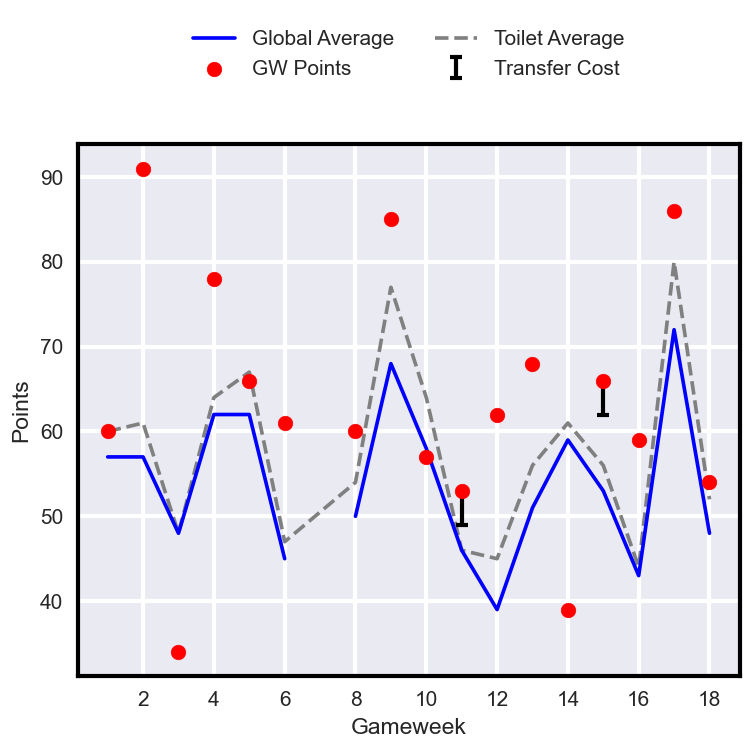 Global Average
Toilet Average
GW Points
Transfer Cost
90
80
70
60
50
40
Points
2 4 6 8 10 12 14 16 18
Gameweek